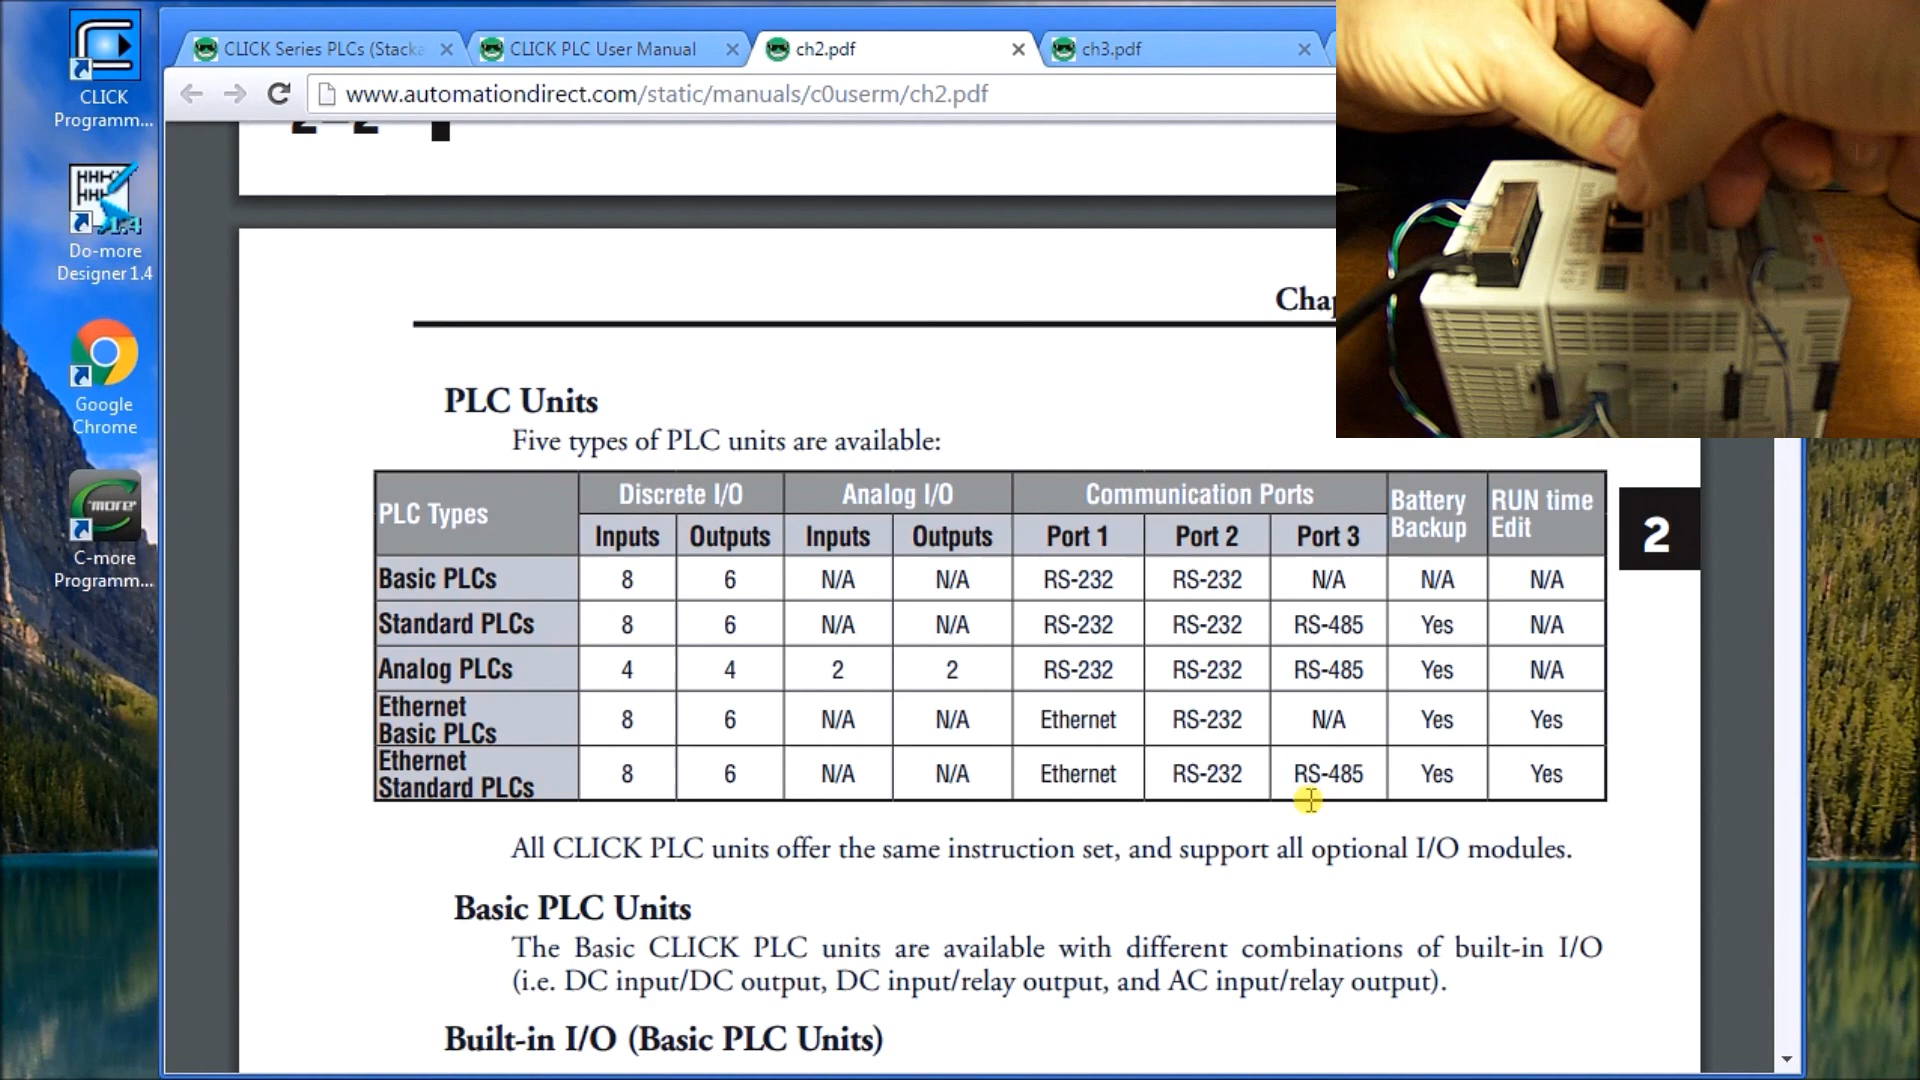 CLICK Series PLCs (Stacka
CLICK PLC User Manual
ch2.pdf
ch3.pdf
www.automationdirect.com/static/manuals/c0userm/ch2.pdf
CLICK
Programm...
Do-more
Designer 1.4
Google
Chrome
C-more
Programm...
2–2
Chap
PLC Units
Five types of PLC units are available:
PLC Types Discrete I/O Analog I/O Communication Ports Battery Backup RUN time Edit
Inputs Outputs Inputs Outputs Port 1 Port 2 Port 3
Basic PLCs 8 6 N/A N/A RS-232 RS-232 N/A N/A N/A
Standard PLCs 8 6 N/A N/A RS-232 RS-232 RS-485 Yes N/A
Analog PLCs 4 4 2 2 RS-232 RS-232 RS-485 Yes N/A
Ethernet Basic PLCs 8 6 N/A N/A Ethernet RS-232 N/A Yes Yes
Ethernet Standard PLCs 8 6 N/A N/A Ethernet RS-232 RS-485 Yes Yes
2
All CLICK PLC units offer the same instruction set, and support all optional I/O modules.
Basic PLC Units
The Basic CLICK PLC units are available with different combinations of built-in I/O
(i.e. DC input/DC output, DC input/relay output, and AC input/relay output).
Built-in I/O (Basic PLC Units)